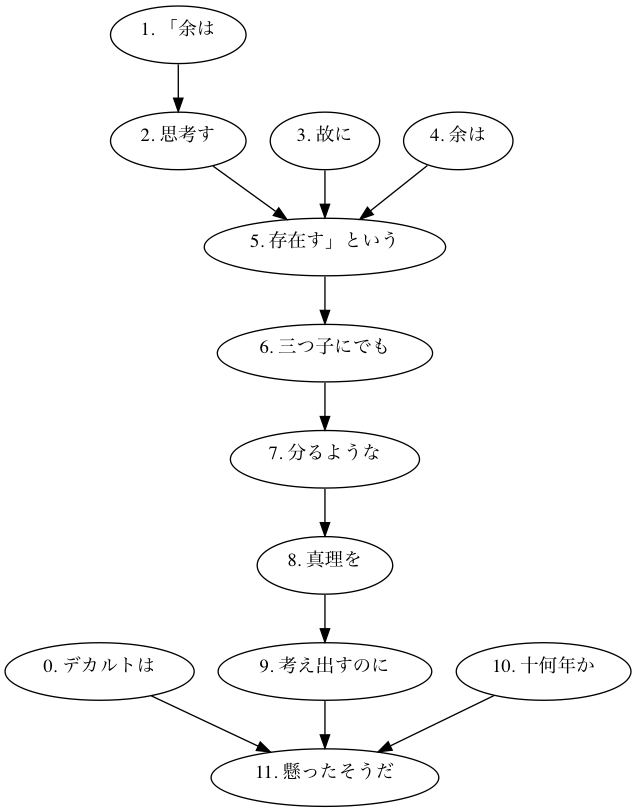 1. 「余は
2. 思考す
3. 故に
4. 余は
5. 存在す」という
6. 三つ子にでも
7. 分るような
8. 真理を
0. デカルトは
9. 考え出すのに
10. 十何年か
11. 懸ったそうだ